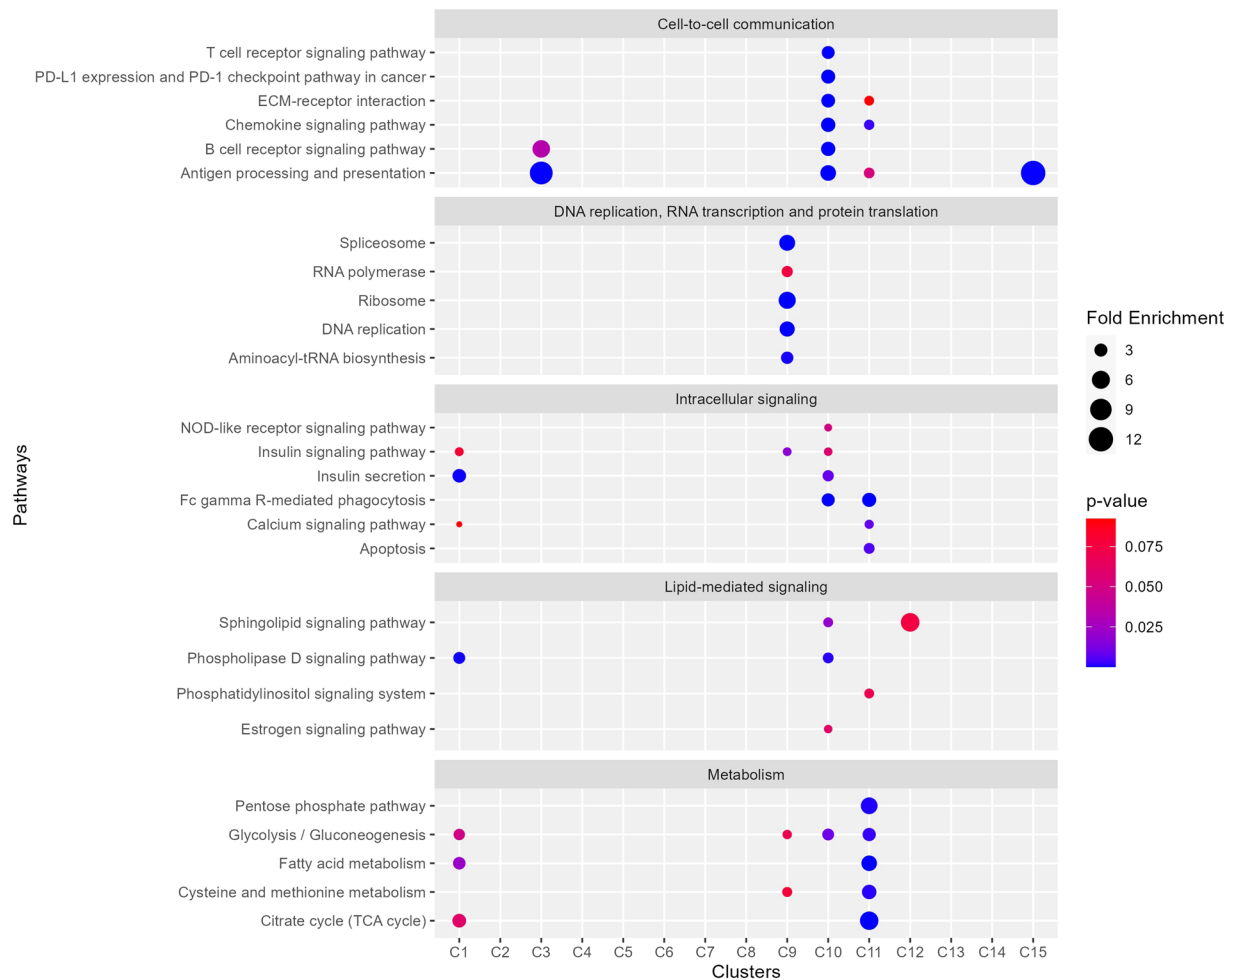 Cell-to-cell communication
T cell receptor signaling pathway
PD-L1 expression and PD-1 checkpoint pathway in cancer
ECM-receptor interaction
Chemokine signaling pathway
B cell receptor signaling pathway
Antigen processing and presentation
DNA replication, RNA transcription and protein translation
Spliceosome
RNA polymerase
Ribosome
DNA replication
Aminoacyl-tRNA biosynthesis
Intracellular signaling
NOD-like receptor signaling pathway
Insulin signaling pathway
Insulin secretion
Fc gamma R-mediated phagocytosis
Calcium signaling pathway
Apoptosis
Lipid-mediated signaling
Sphingolipid signaling pathway
Phospholipase D signaling pathway
Phosphatidylinositol signaling system
Estrogen signaling pathway
Metabolism
Pentose phosphate pathway
Glycolysis / Gluconeogenesis
Fatty acid metabolism
Cysteine and methionine metabolism
Citrate cycle (TCA cycle)
C1 C2 C3 C4 C5 C6 C7 C8 C9 C10 C11 C12 C13 C14 C15
Clusters
Pathways
Fold Enrichment
3
6
9
12
p-value
0.075
0.050
0.025